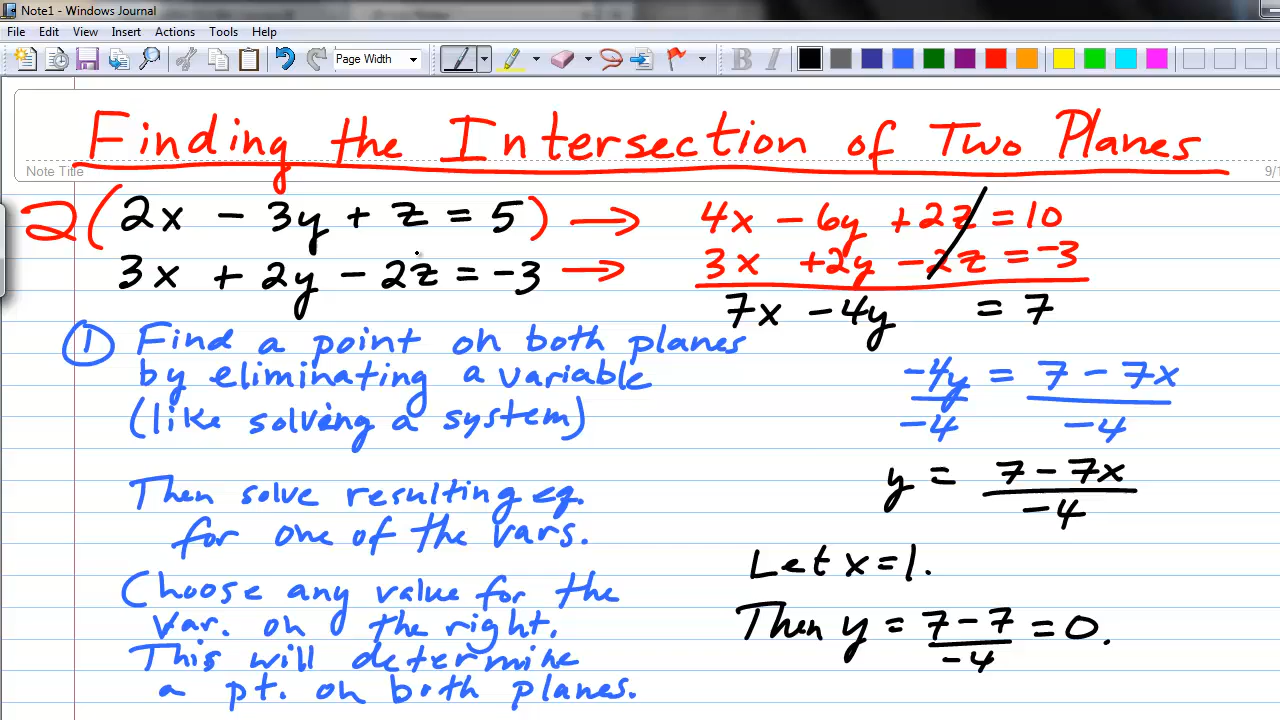 Note1 - Windows Journal
File Edit View Insert Actions Tools Help
Page Width
B I
Finding the Intersection of Two Planes
Note Title
9/1
2(2x - 3y + z = 5) → 4x - 6y + 2z = 10
3x + 2y - 2z = -3 → 3x + 2y - 2z = -3
7x - 4y = 7
① Find a point on both planes
by eliminating a variable
(like solving a system)
-4y = 7 - 7x
-4 -4
Then solve resulting eq.
for one of the vars.
y = 7 - 7x
-4
Choose any value for the
var. on the right.
This will determine
a pt. on both planes.
Let x = 1.
Then y = 7 - 7 = 0.
-4